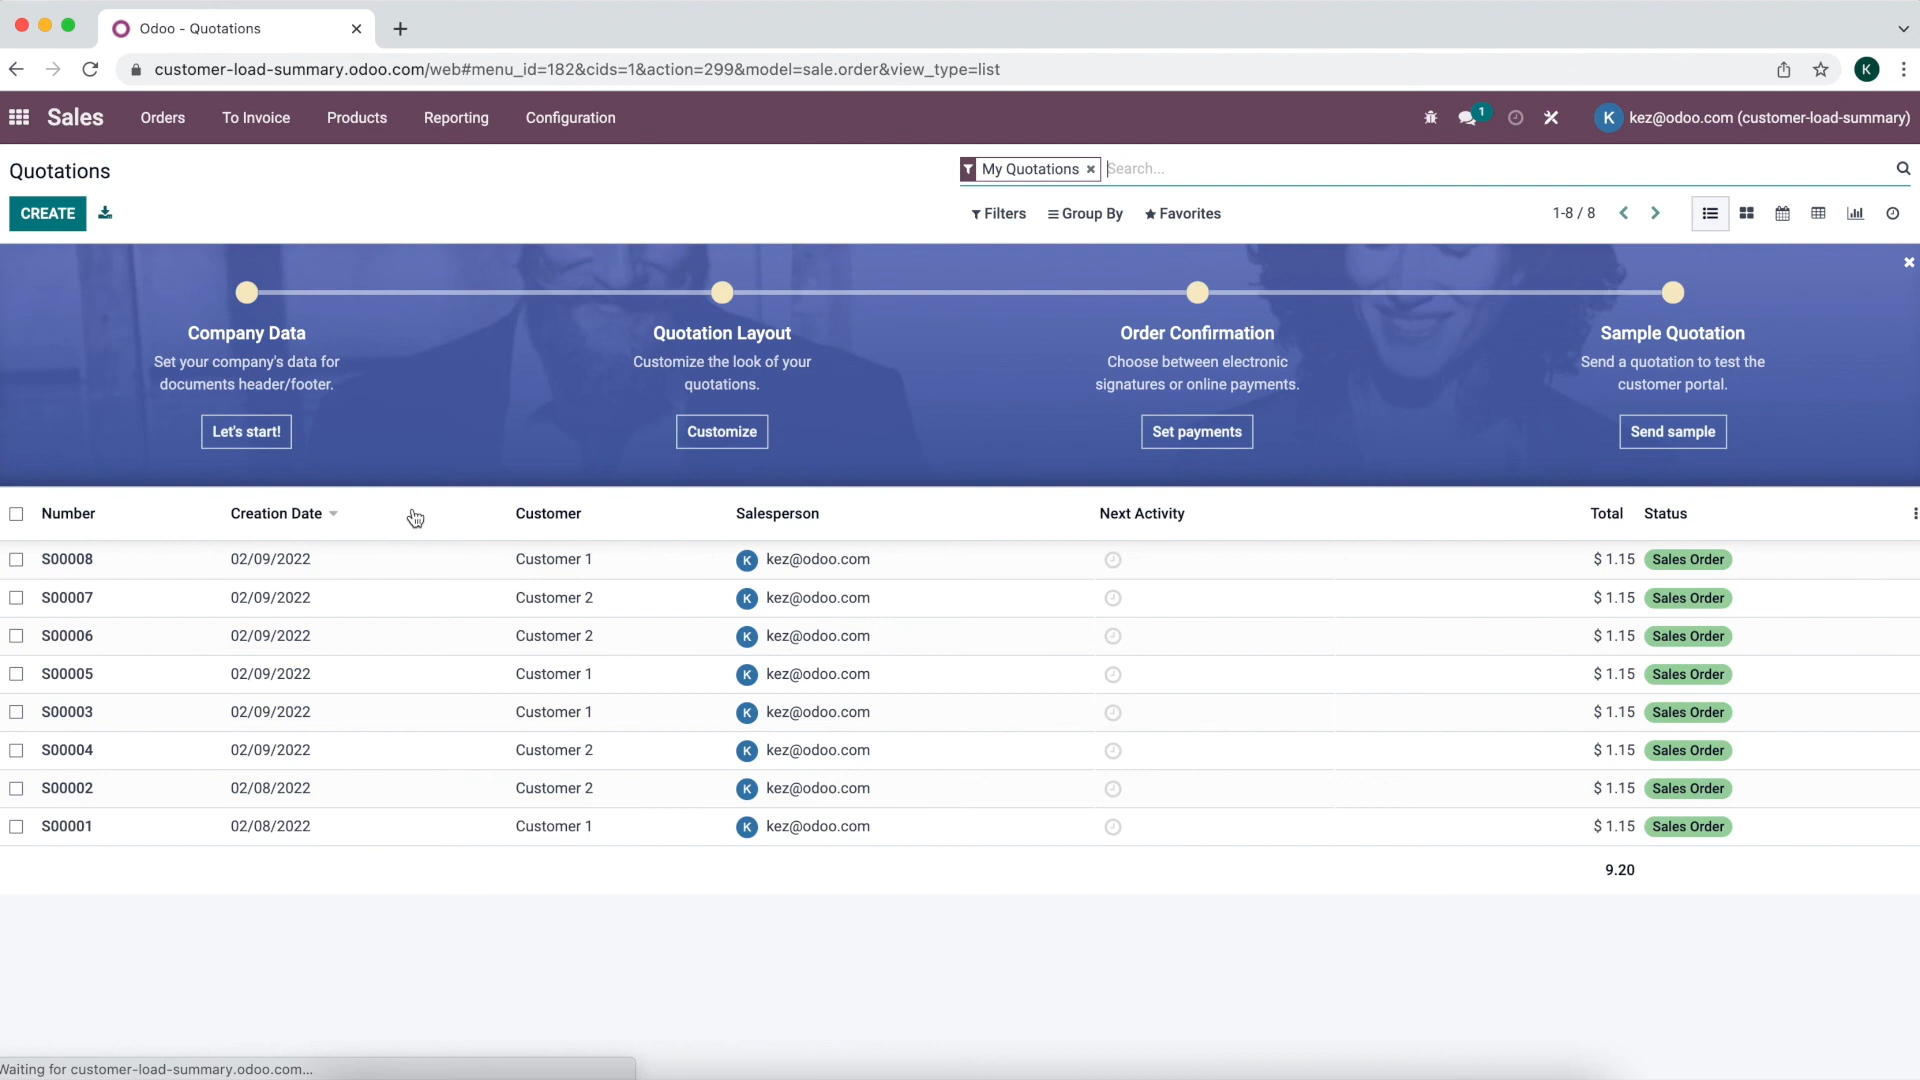 Odoo - Quotations
customer-load-summary.odoo.com/web#menu_id=182&cids=1&action=299&model=sale.order&view_type=list
K
Sales Orders To Invoice Products Reporting Configuration 1 K kez@odoo.com (customer-load-summary)
Quotations My Quotations Search...
CREATE Filters Group By Favorites 1-8 / 8
Company Data Quotation Layout Order Confirmation Sample Quotation
Set your company's data for Customize the look of your Choose between electronic Send a quotation to test the
documents header/footer. quotations. signatures or online payments. customer portal.
Let's start! Customize Set payments Send sample
Number Creation Date Customer Salesperson Next Activity Total Status
S00008 02/09/2022 Customer 1 K kez@odoo.com $ 1.15 Sales Order
S00007 02/09/2022 Customer 2 K kez@odoo.com $ 1.15 Sales Order
S00006 02/09/2022 Customer 2 K kez@odoo.com $ 1.15 Sales Order
S00005 02/09/2022 Customer 1 K kez@odoo.com $ 1.15 Sales Order
S00003 02/09/2022 Customer 1 K kez@odoo.com $ 1.15 Sales Order
S00004 02/09/2022 Customer 2 K kez@odoo.com $ 1.15 Sales Order
S00002 02/08/2022 Customer 2 K kez@odoo.com $ 1.15 Sales Order
S00001 02/08/2022 Customer 1 K kez@odoo.com $ 1.15 Sales Order
9.20
Waiting for customer-load-summary.odoo.com...